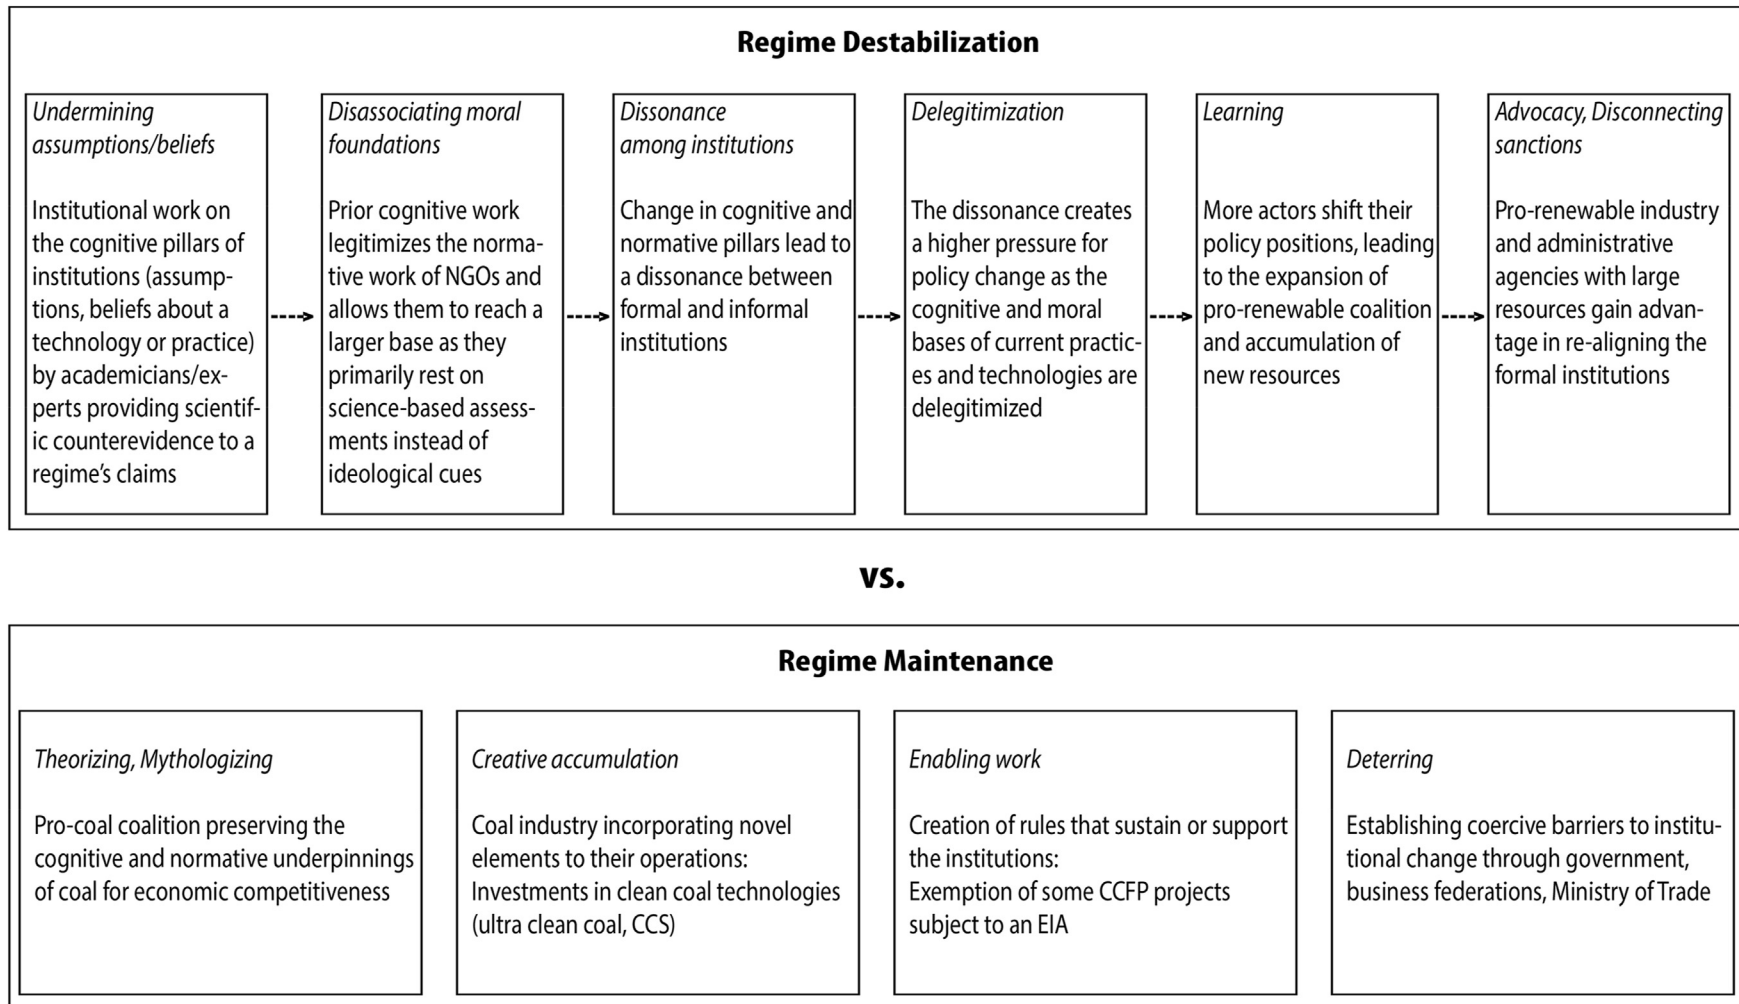 Regime Destabilization
Undermining
assumptions/beliefs
Institutional work on
the cognitive pillars of
institutions (assump-
tions, beliefs about a
technology or practice)
by academicians/ex-
perts providing scientif-
ic counterevidence to a
regime's claims
Disassociating moral
foundations
Prior cognitive work
legitimizes the norma-
tive work of NGOs and
allows them to reach a
larger base as they
primarily rest on
science-based assess-
ments instead of
ideological cues
Dissonance
among institutions
Change in cognitive and
normative pillars lead to
a dissonance between
formal and informal
institutions
Delegitimization
The dissonance creates
a higher pressure for
policy change as the
cognitive and moral
bases of current practic-
es and technologies are
delegitimized
Learning
More actors shift their
policy positions, leading
to the expansion of
pro-renewable coalition
and accumulation of
new resources
Advocacy, Disconnecting
sanctions
Pro-renewable industry
and administrative
agencies with large
resources gain advan-
tage in re-aligning the
formal institutions
vs.
Regime Maintenance
Theorizing, Mythologizing
Pro-coal coalition preserving the
cognitive and normative underpinnings
of coal for economic competitiveness
Creative accumulation
Coal industry incorporating novel
elements to their operations:
Investments in clean coal technologies
(ultra clean coal, CCS)
Enabling work
Creation of rules that sustain or support
the institutions:
Exemption of some CCFP projects
subject to an EIA
Deterring
Establishing coercive barriers to institu-
tional change through government,
business federations, Ministry of Trade